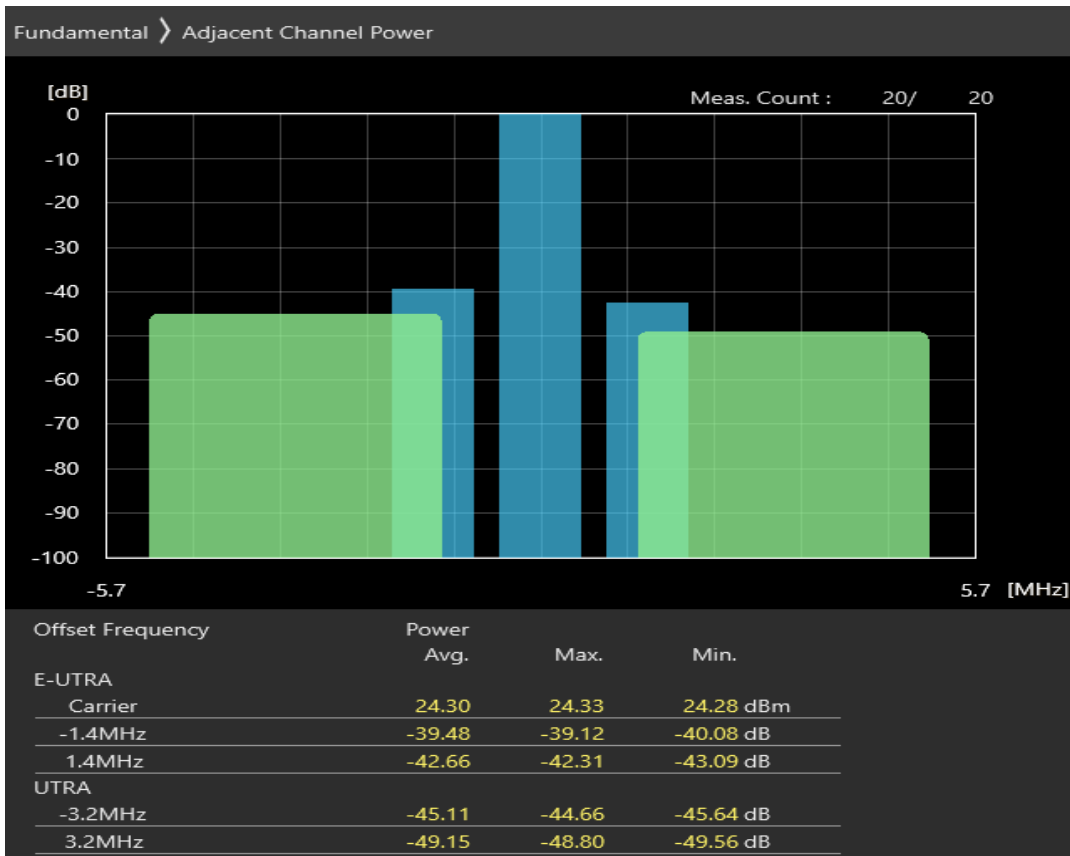 Fundamental 〉 Adjacent Channel Power
[dB]
Meas. Count : 20/ 20
0
-10
-20
-30
-40
-50
-60
-70
-80
-90
-100
-5.7 5.7 [MHz]
Offset Frequency Power
Avg. Max. Min.
E-UTRA
Carrier 24.30 24.33 24.28 dBm
-1.4MHz -39.48 -39.12 -40.08 dB
1.4MHz -42.66 -42.31 -43.09 dB
UTRA
-3.2MHz -45.11 -44.66 -45.64 dB
3.2MHz -49.15 -48.80 -49.56 dB